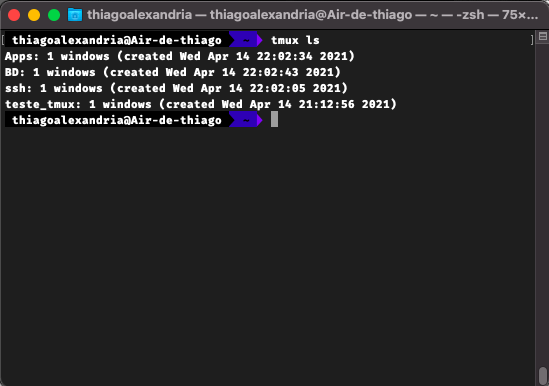 thiagoalexandria — thiagoalexandria@Air-de-thiago — ~ — -zsh — 75×...
[ thiagoalexandria@Air-de-thiago ~ tmux ls ]
Apps: 1 windows (created Wed Apr 14 22:02:34 2021)
BD: 1 windows (created Wed Apr 14 22:02:43 2021)
ssh: 1 windows (created Wed Apr 14 22:02:05 2021)
teste_tmux: 1 windows (created Wed Apr 14 21:12:56 2021)
thiagoalexandria@Air-de-thiago ~